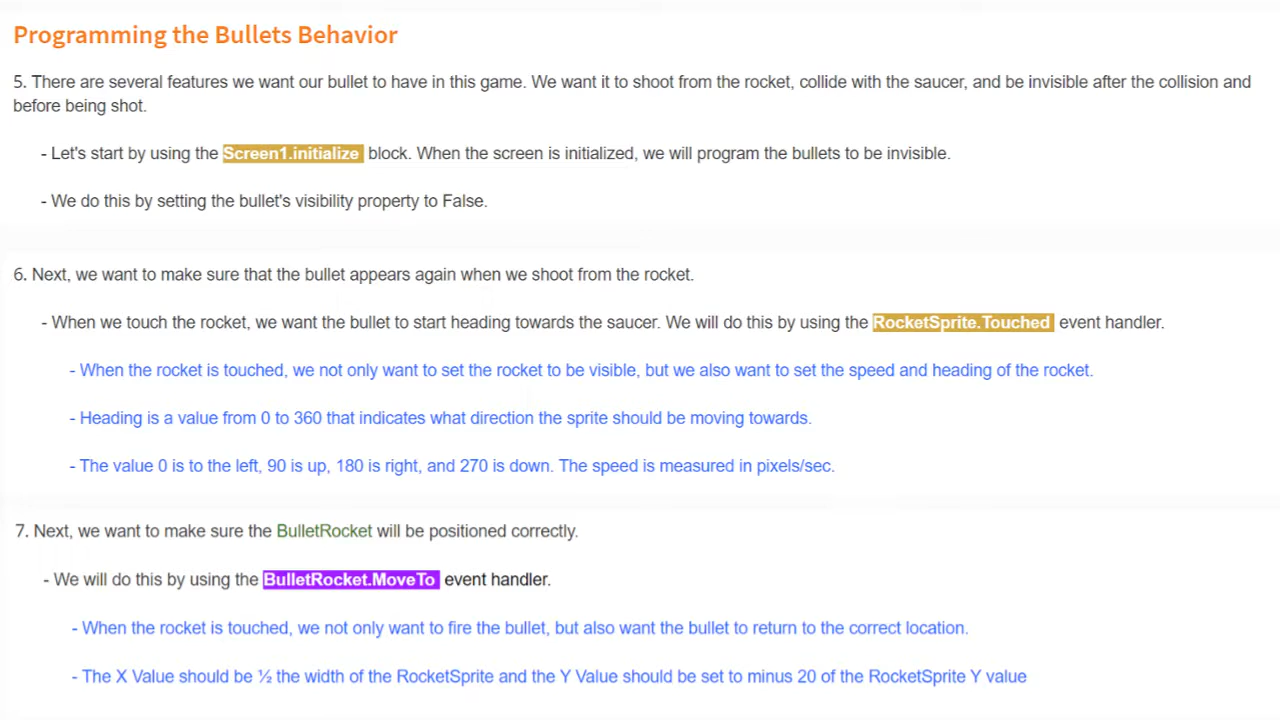 Programming the Bullets Behavior
5. There are several features we want our bullet to have in this game. We want it to shoot from the rocket, collide with the saucer, and be invisible after the collision and
before being shot.
- Let's start by using the Screen1.initialize block. When the screen is initialized, we will program the bullets to be invisible.
- We do this by setting the bullet's visibility property to False.
6. Next, we want to make sure that the bullet appears again when we shoot from the rocket.
- When we touch the rocket, we want the bullet to start heading towards the saucer. We will do this by using the RocketSprite.Touched event handler.
- When the rocket is touched, we not only want to set the rocket to be visible, but we also want to set the speed and heading of the rocket.
- Heading is a value from 0 to 360 that indicates what direction the sprite should be moving towards.
- The value 0 is to the left, 90 is up, 180 is right, and 270 is down. The speed is measured in pixels/sec.
7. Next, we want to make sure the BulletRocket will be positioned correctly.
- We will do this by using the BulletRocket.MoveTo event handler.
- When the rocket is touched, we not only want to fire the bullet, but also want the bullet to return to the correct location.
- The X Value should be ½ the width of the RocketSprite and the Y Value should be set to minus 20 of the RocketSprite Y value